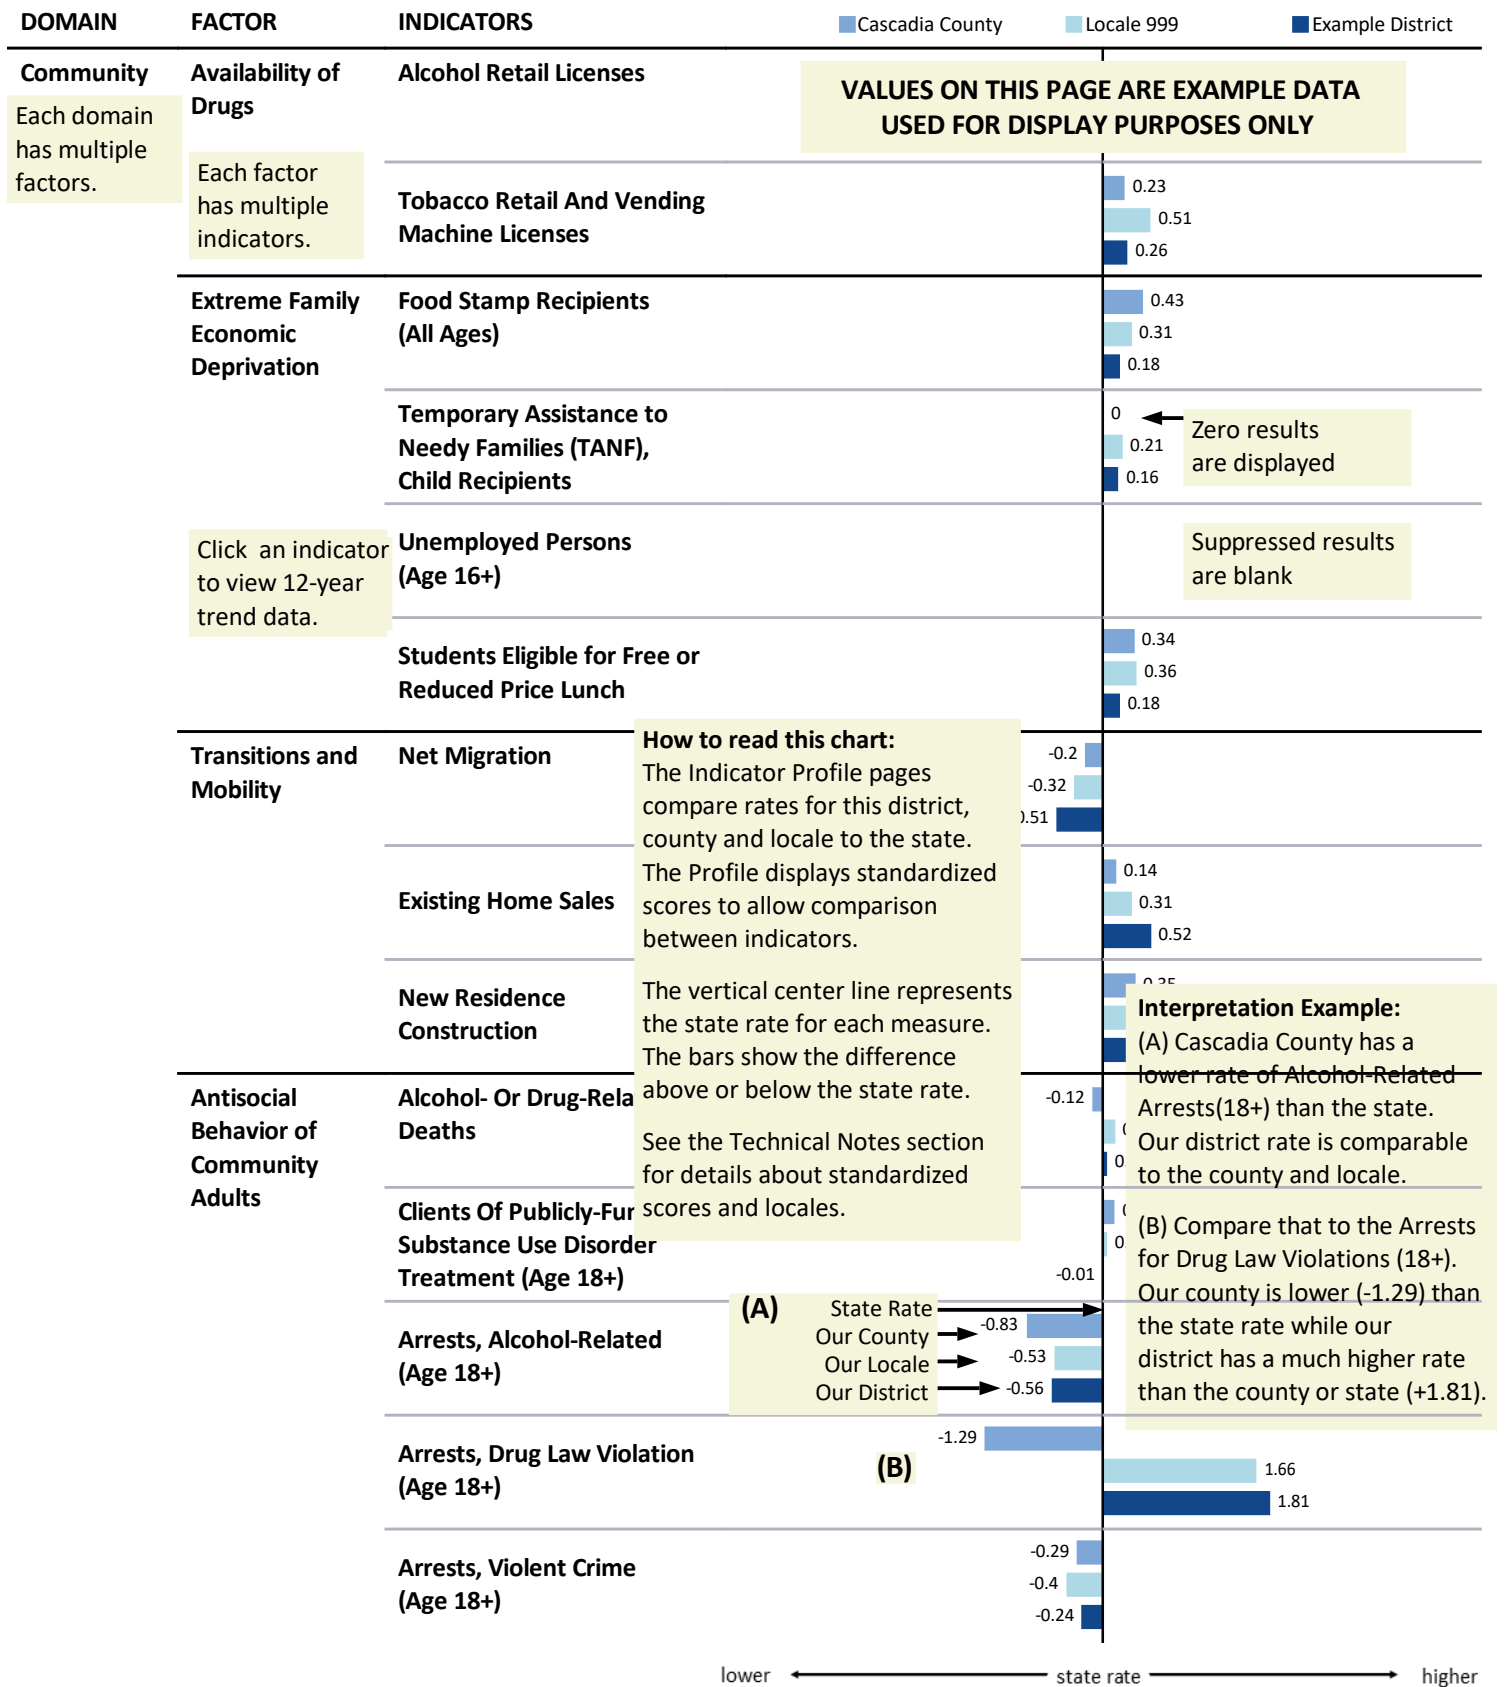 DOMAIN FACTOR INDICATORS Cascadia County Locale 999 Example District
Community
Each domain
has multiple
factors.
Availability of
Drugs
Each factor
has multiple
indicators.
Alcohol Retail Licenses
VALUES ON THIS PAGE ARE EXAMPLE DATA
USED FOR DISPLAY PURPOSES ONLY
Tobacco Retail And Vending
Machine Licenses
0.23
0.51
0.26
Extreme Family
Economic
Deprivation
Food Stamp Recipients
(All Ages)
0.43
0.31
0.18
Temporary Assistance to
Needy Families (TANF),
Child Recipients
0
0.21
0.16
Zero results
are displayed
Click an indicator
to view 12-year
trend data.
Unemployed Persons
(Age 16+)
Suppressed results
are blank
Students Eligible for Free or
Reduced Price Lunch
0.34
0.36
0.18
Transitions and
Mobility
Net Migration
-0.2
-0.32
.51
How to read this chart:
The Indicator Profile pages
compare rates for this district,
county and locale to the state.
The Profile displays standardized
scores to allow comparison
between indicators.
The vertical center line represents
the state rate for each measure.
The bars show the difference
above or below the state rate.
See the Technical Notes section
for details about standardized
scores and locales.
Existing Home Sales
0.14
0.31
0.52
New Residence
Construction
Interpretation Example:
(A) Cascadia County has a
lower rate of Alcohol-Related
Arrests(18+) than the state.
Our district rate is comparable
to the county and locale.
(B) Compare that to the Arrests
for Drug Law Violations (18+).
Our county is lower (-1.29) than
the state rate while our
district has a much higher rate
than the county or state (+1.81).
Antisocial
Behavior of
Community
Adults
Alcohol- Or Drug-Rela
Deaths
-0.12
0.
Clients Of Publicly-Fu
Substance Use Disorder
Treatment (Age 18+)
0.
-0.01
Arrests, Alcohol-Related
(Age 18+)
(A)
State Rate
Our County
Our Locale
Our District
-0.83
-0.53
-0.56
Arrests, Drug Law Violation
(Age 18+)
(B)
-1.29
1.66
1.81
Arrests, Violent Crime
(Age 18+)
-0.29
-0.4
-0.24
lower state rate higher